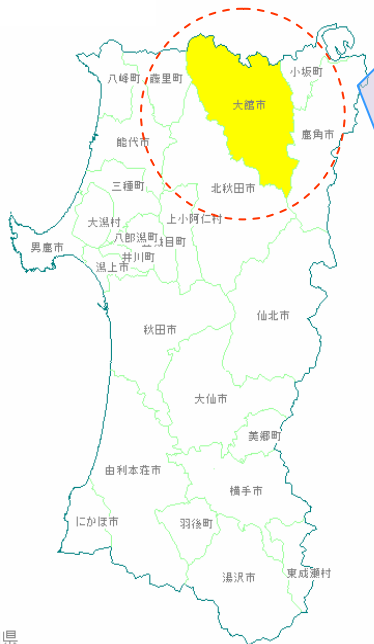 小坂町
八峰町
藤里町
大館市
鹿角市
能代市
三種町
北秋田市
大潟村
上小阿仁村
八郎潟町
男鹿市
井川町
潟上市
仙北市
秋田市
大仙市
美郷町
由利本荘市
横手市
にかほ市
羽後町
湯沢市
東成瀬村
県